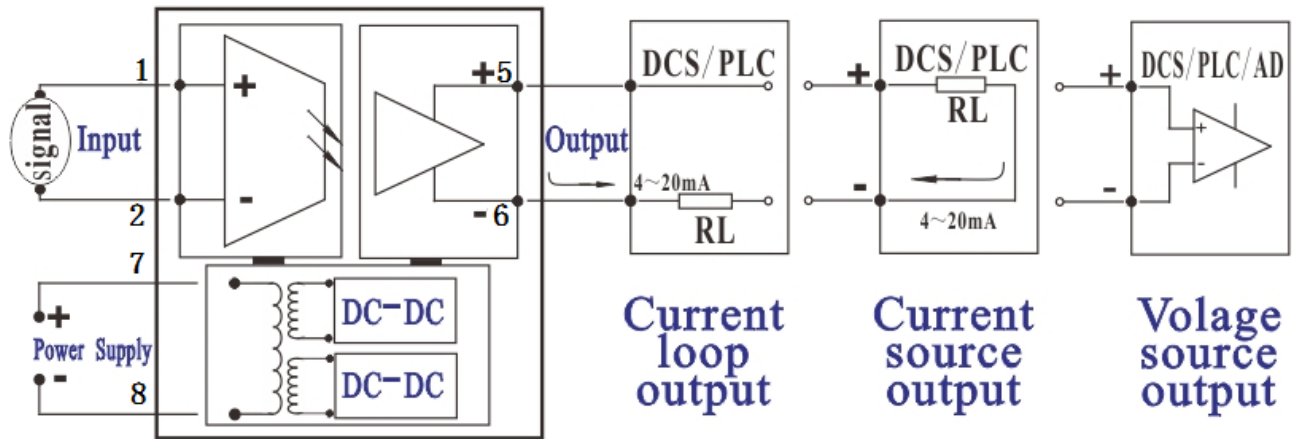 1
+
signal
Input
-
2
+5
-6
Output
DCS/PLC
4~20mA
RL
+
DCS/PLC
RL
-
4~20mA
+
DCS/PLC/AD
+
-
-
7
+
Power Supply
-
8
DC-DC
DC-DC
Current
loop
output
Current
source
output
Volage
source
output